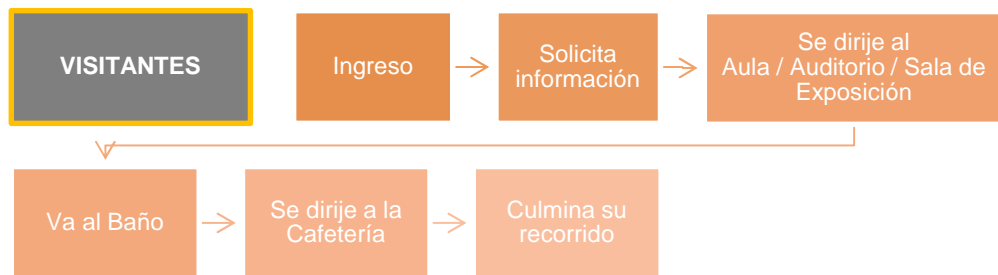 VISITANTES
Ingreso
Solicita
información
Se dirije al
Aula / Auditorio / Sala de
Exposición
Va al Baño
Se dirije a la
Cafetería
Culmina su
recorrido